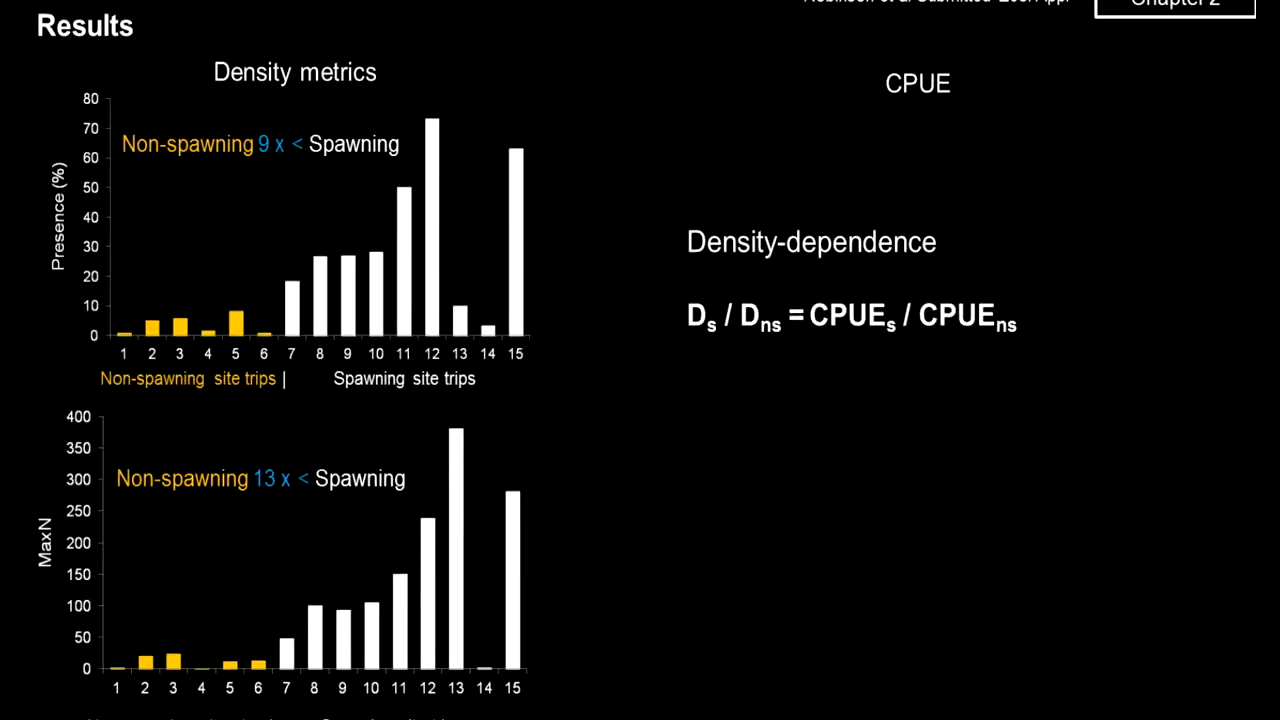 Results
Chapter 2
Density metrics
CPUE
80
70
60
50
40
30
20
10
0
Presence (%)
Non-spawning 9 x < Spawning
1 2 3 4 5 6 7 8 9 10 11 12 13 14 15
Non-spawning site trips | Spawning site trips
Density-dependence
Ds / Dns = CPUEs / CPUEns
400
350
300
250
200
150
100
50
0
MaxN
Non-spawning 13 x < Spawning
1 2 3 4 5 6 7 8 9 10 11 12 13 14 15